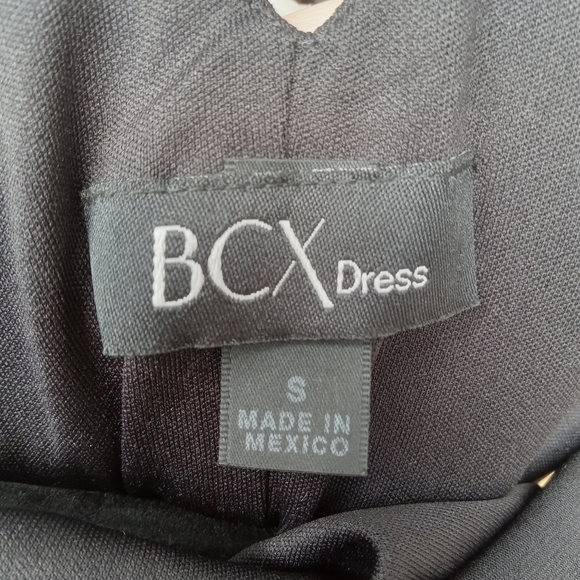 BCX Dress
S
MADE IN
MEXICO